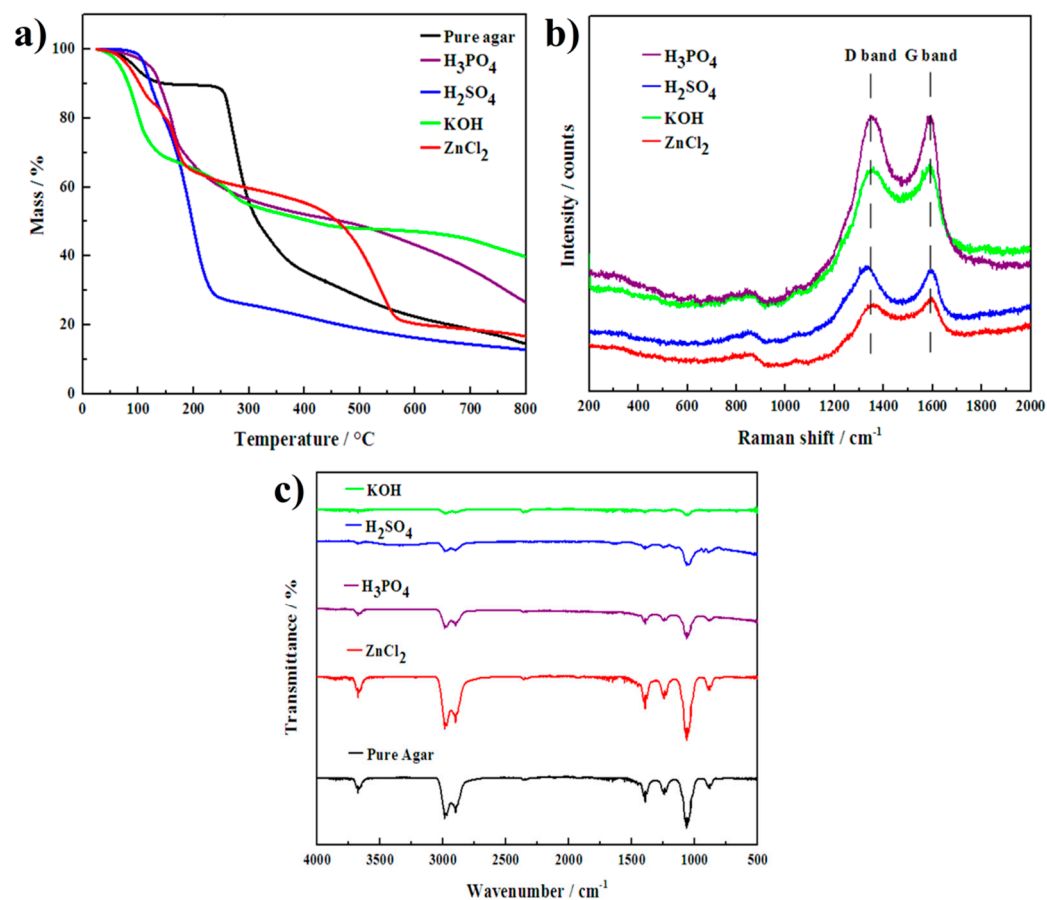 a)
Pure agar
H₃PO₄
H₂SO₄
KOH
ZnCl₂
100
80
60
40
20
0
Mass / %
0 100 200 300 400 500 600 700 800
Temperature / °C
b)
D band G band
H₃PO₄
H₂SO₄
KOH
ZnCl₂
Intensity / counts
200 400 600 800 1000 1200 1400 1600 1800 2000
Raman shift / cm⁻¹
c)
KOH
H₂SO₄
H₃PO₄
ZnCl₂
Pure Agar
Transmittance / %
4000 3500 3000 2500 2000 1500 1000 500
Wavenumber / cm⁻¹